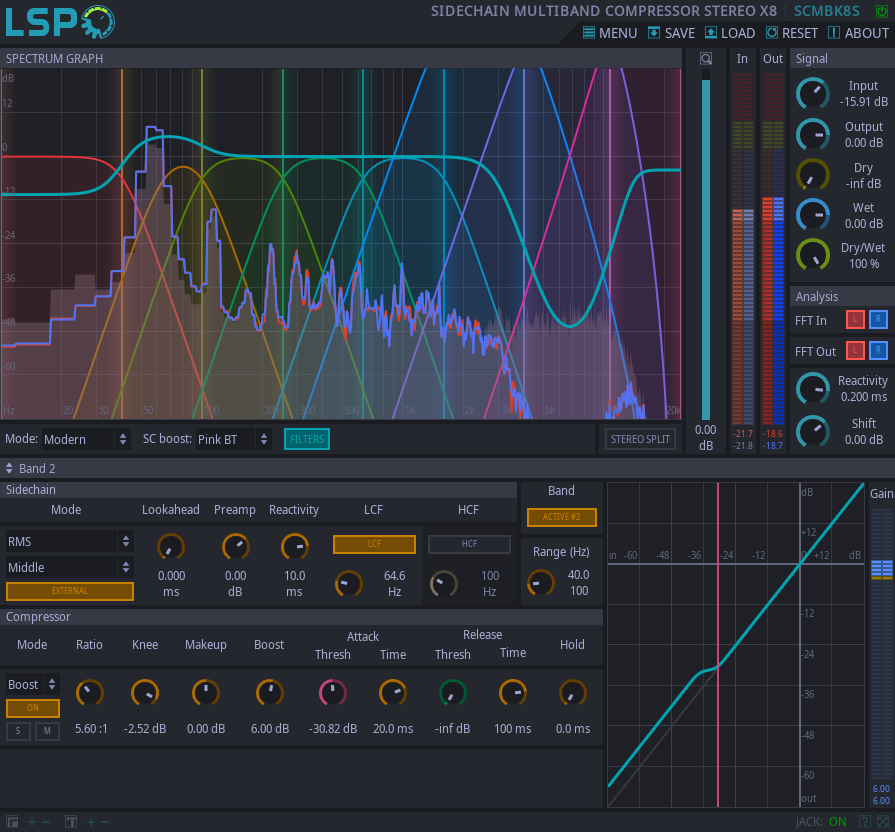 LSP
SIDECHAIN MULTIBAND COMPRESSOR STEREO X8 SCMBK8S
MENU SAVE LOAD RESET ABOUT
SPECTRUM GRAPH
dB
12
0
-12
-24
-36
-48
-60
Hz 20 30 50 100 200 300 500 1k 2k 3k 5k 20k
0.00
dB
In Out
-21.7 -18.6
-21.8 -18.7
Signal
Input
-15.91 dB
Output
0.00 dB
Dry
-inf dB
Wet
0.00 dB
Dry/Wet
100 %
Analysis
FFT In L R
FFT Out L R
Reactivity
0.200 ms
Shift
0.00 dB
Mode: Modern SC boost: Pink BT FILTERS STEREO SPLIT
Band 2
Sidechain
Mode Lookahead Preamp Reactivity LCF HCF
RMS
Middle
EXTERNAL
0.000 ms
0.00 dB
10.0 ms
LCF
64.6 Hz
HCF
100 Hz
Band
ACTIVE #2
Range (Hz)
40.0
100
Compressor
Mode Ratio Knee Makeup Boost Attack Release Hold
Thresh Time Thresh Time
Boost
ON
S M
5.60 :1 -2.52 dB 0.00 dB 6.00 dB -30.82 dB 20.0 ms -inf dB 100 ms 0.0 ms
dB
+12
in -60 -48 -36 -24 -12 0 +12 dB
-12
-24
-36
-48
-60
out
Gain
6.00
6.00
JACK: ON